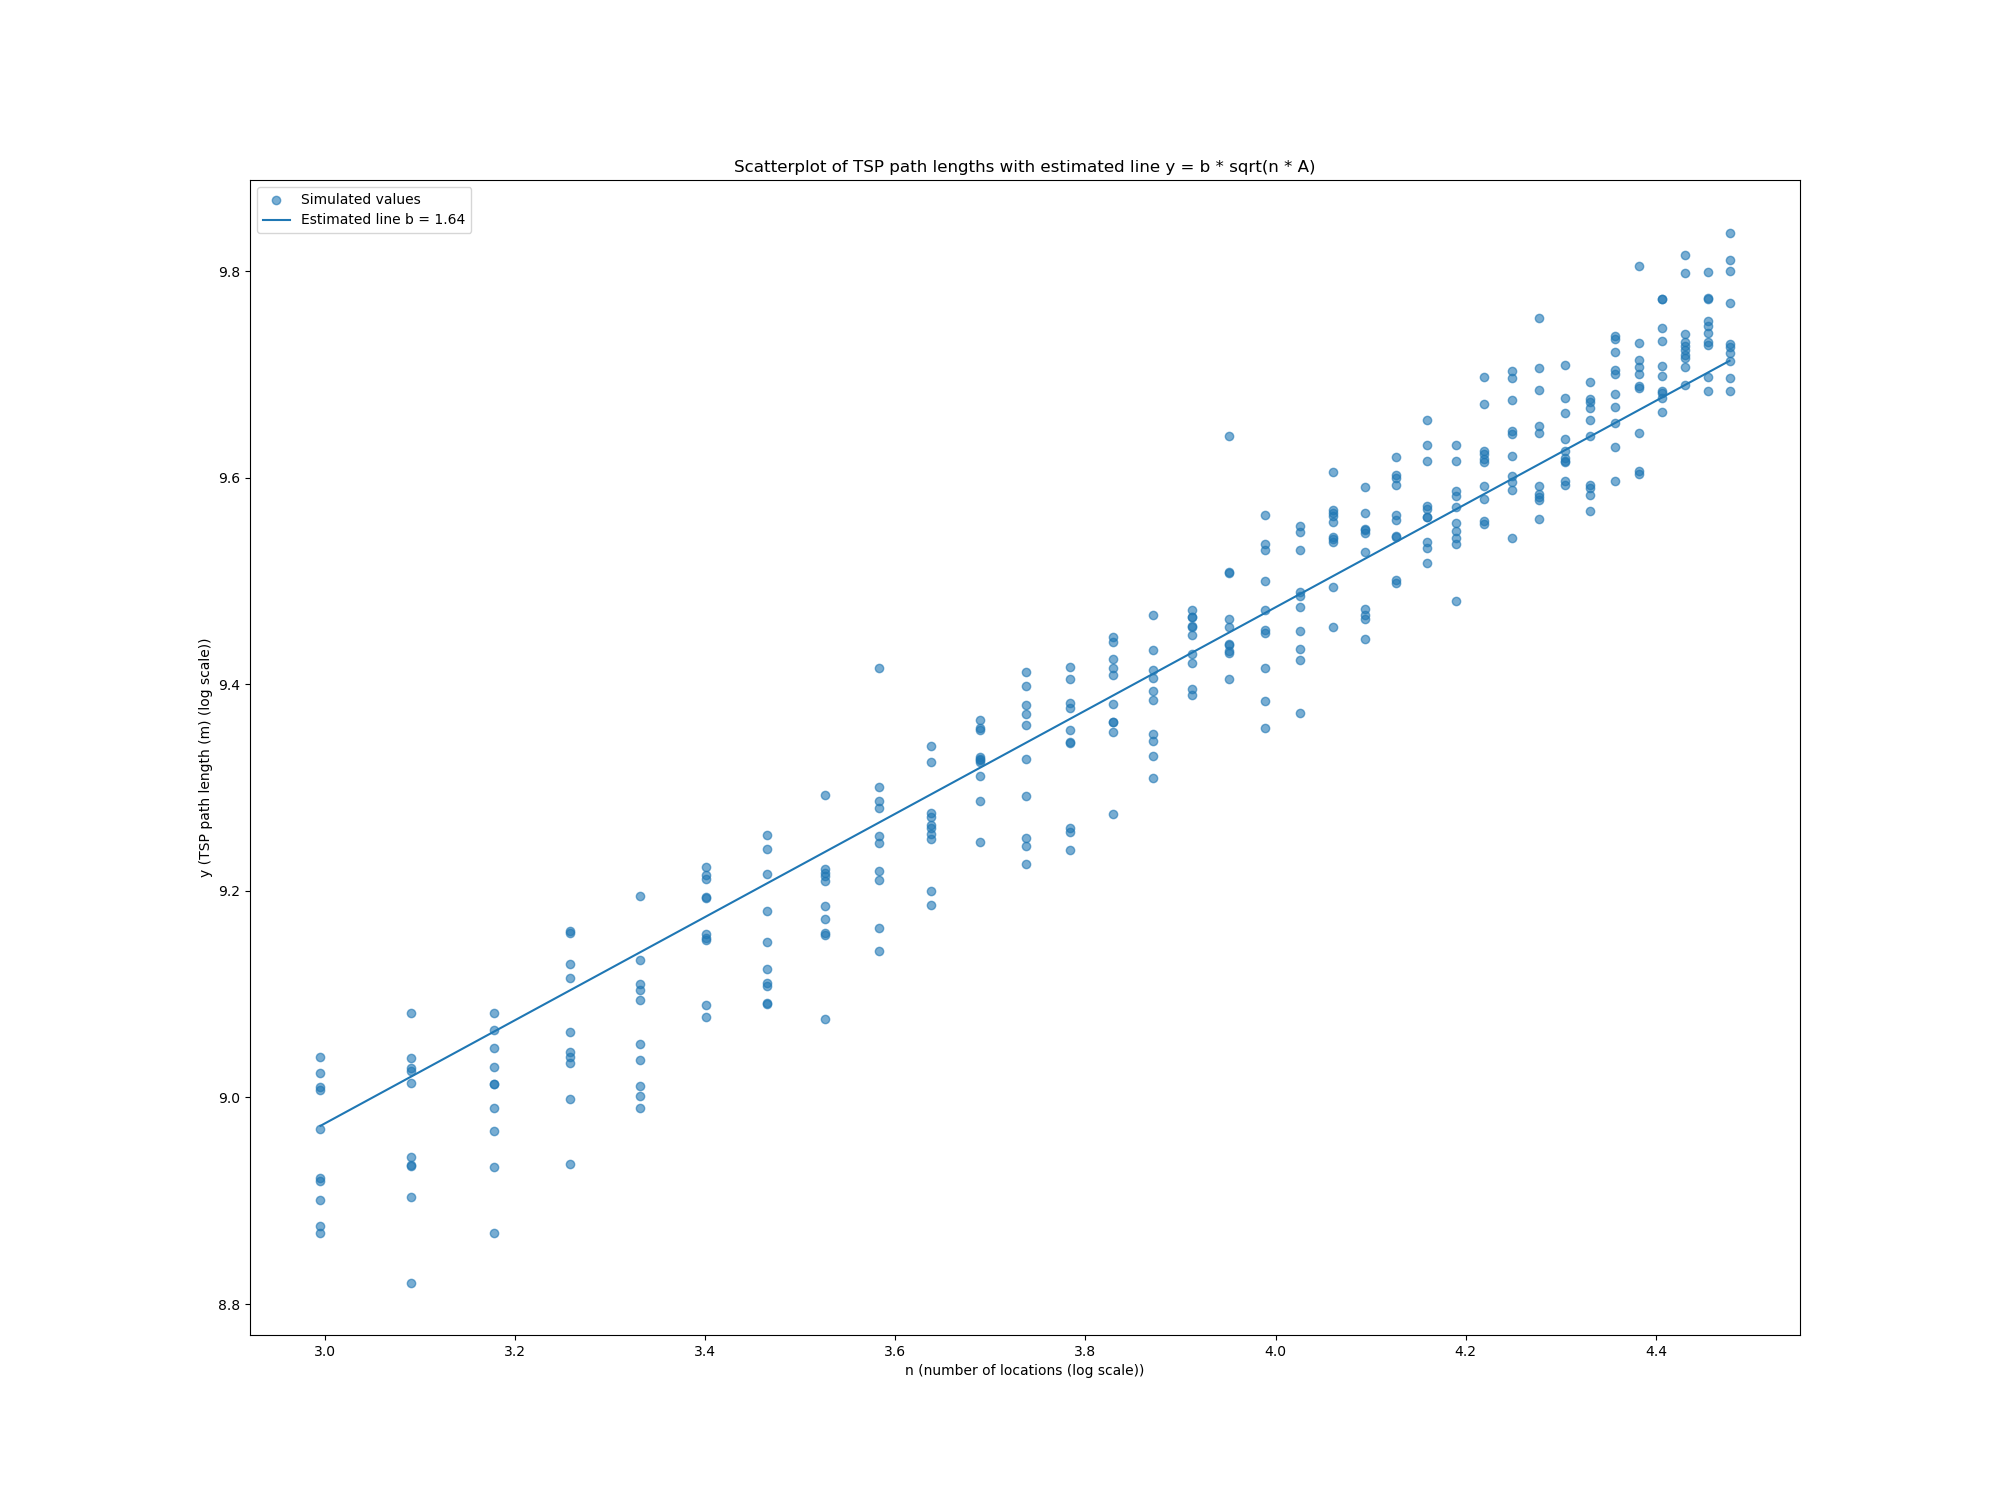 Scatterplot of TSP path lengths with estimated line y = b * sqrt(n * A)
Simulated values
Estimated line b = 1.64
9.8
9.6
9.4
9.2
9.0
8.8
y (TSP path length (m) (log scale))
3.0 3.2 3.4 3.6 3.8 4.0 4.2 4.4
n (number of locations (log scale))